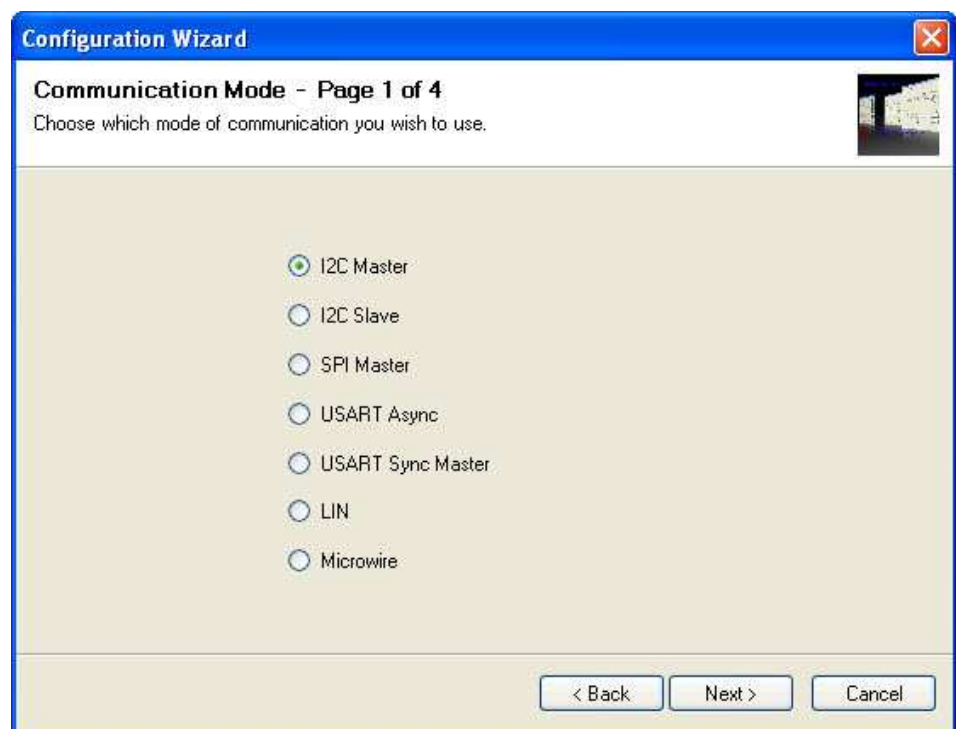 Configuration Wizard
Communication Mode - Page 1 of 4
Choose which mode of communication you wish to use.
I2C Master
I2C Slave
SPI Master
USART Async
USART Sync Master
LIN
Microwire
< Back Next > Cancel